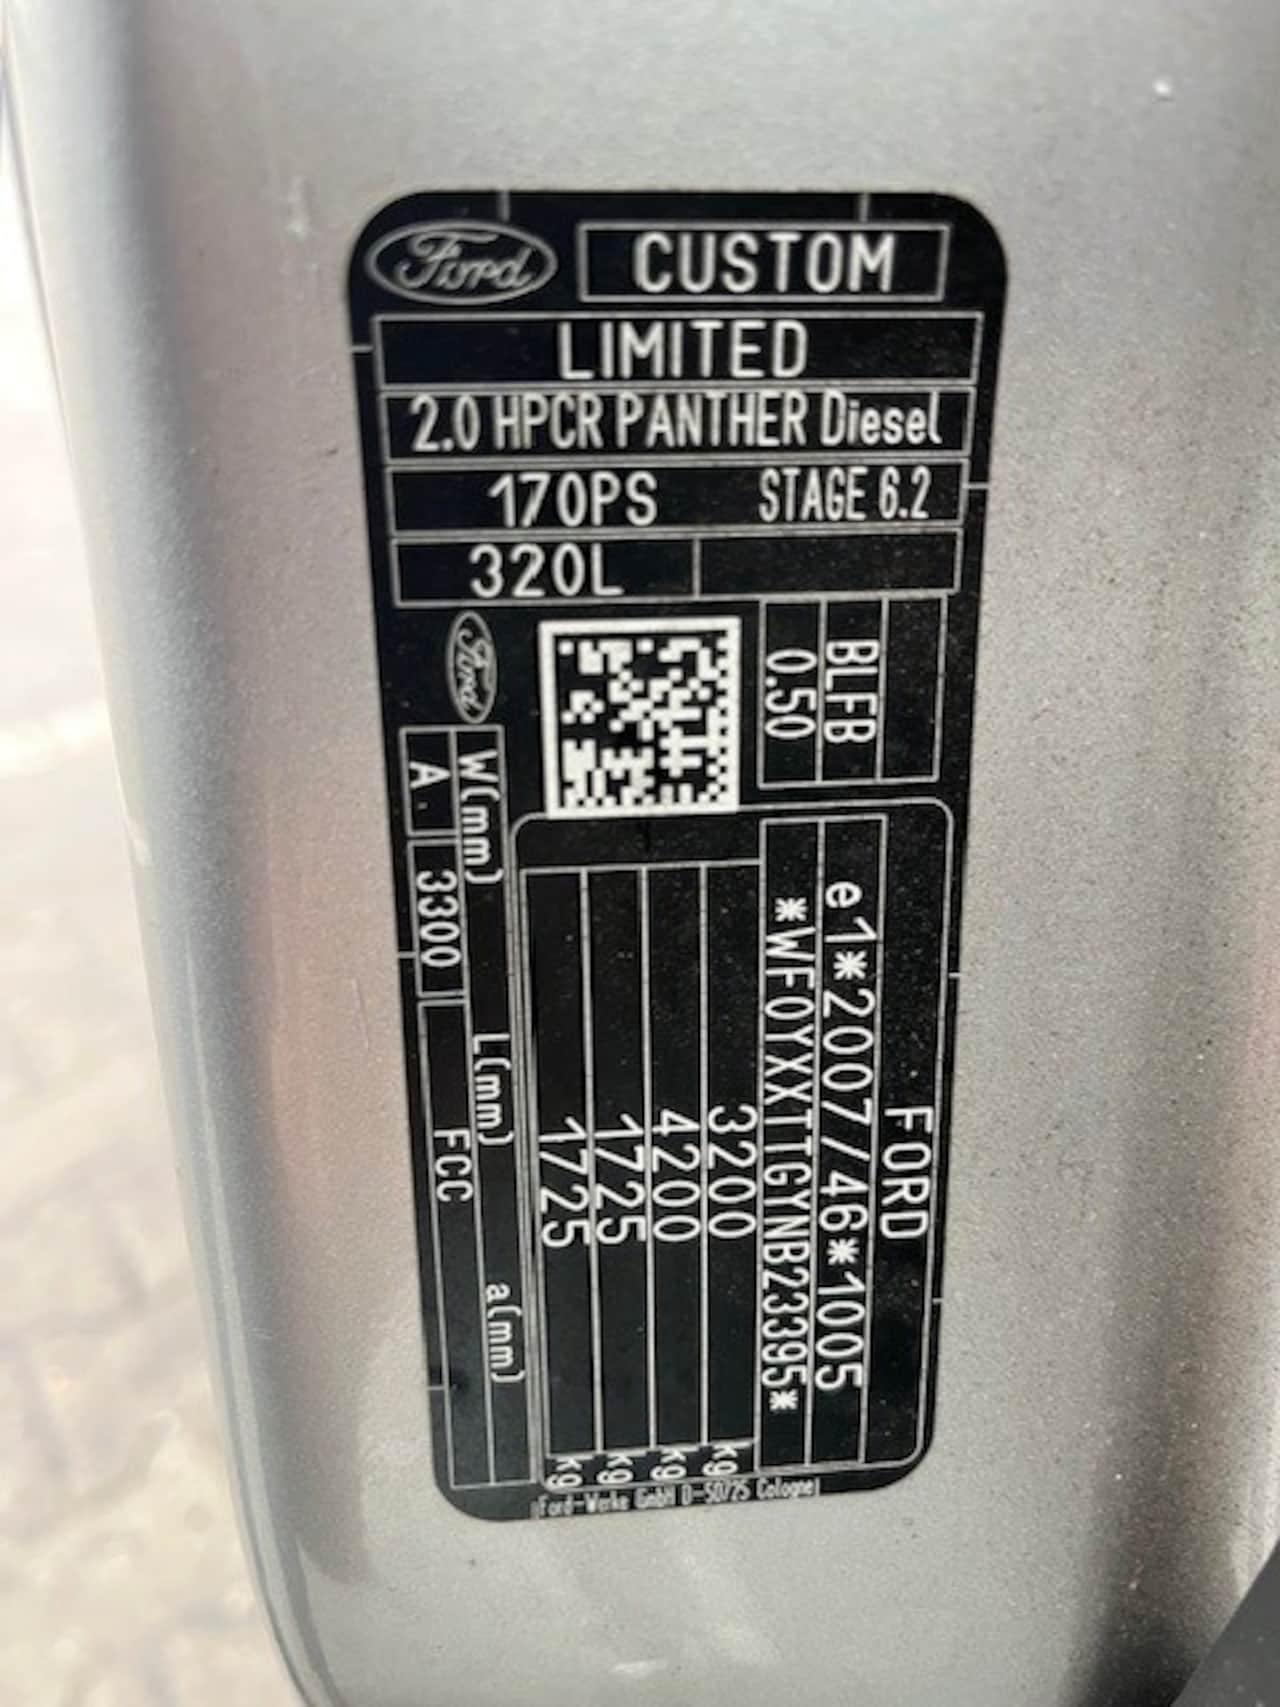 Ford CUSTOM
LIMITED
2.0 HPCR PANTHER Diesel
170PS STAGE 6.2
320L
Ford
BLFB
0.50
FORD
e1*2007/46*1005
*WF0YXXTTGYNB23395*
3200 kg
4200 kg
1725 kg
1725 kg
W(mm) L(mm) a(mm)
A 3300 FCC
Ford-Werke GmbH D-50725 Cologne